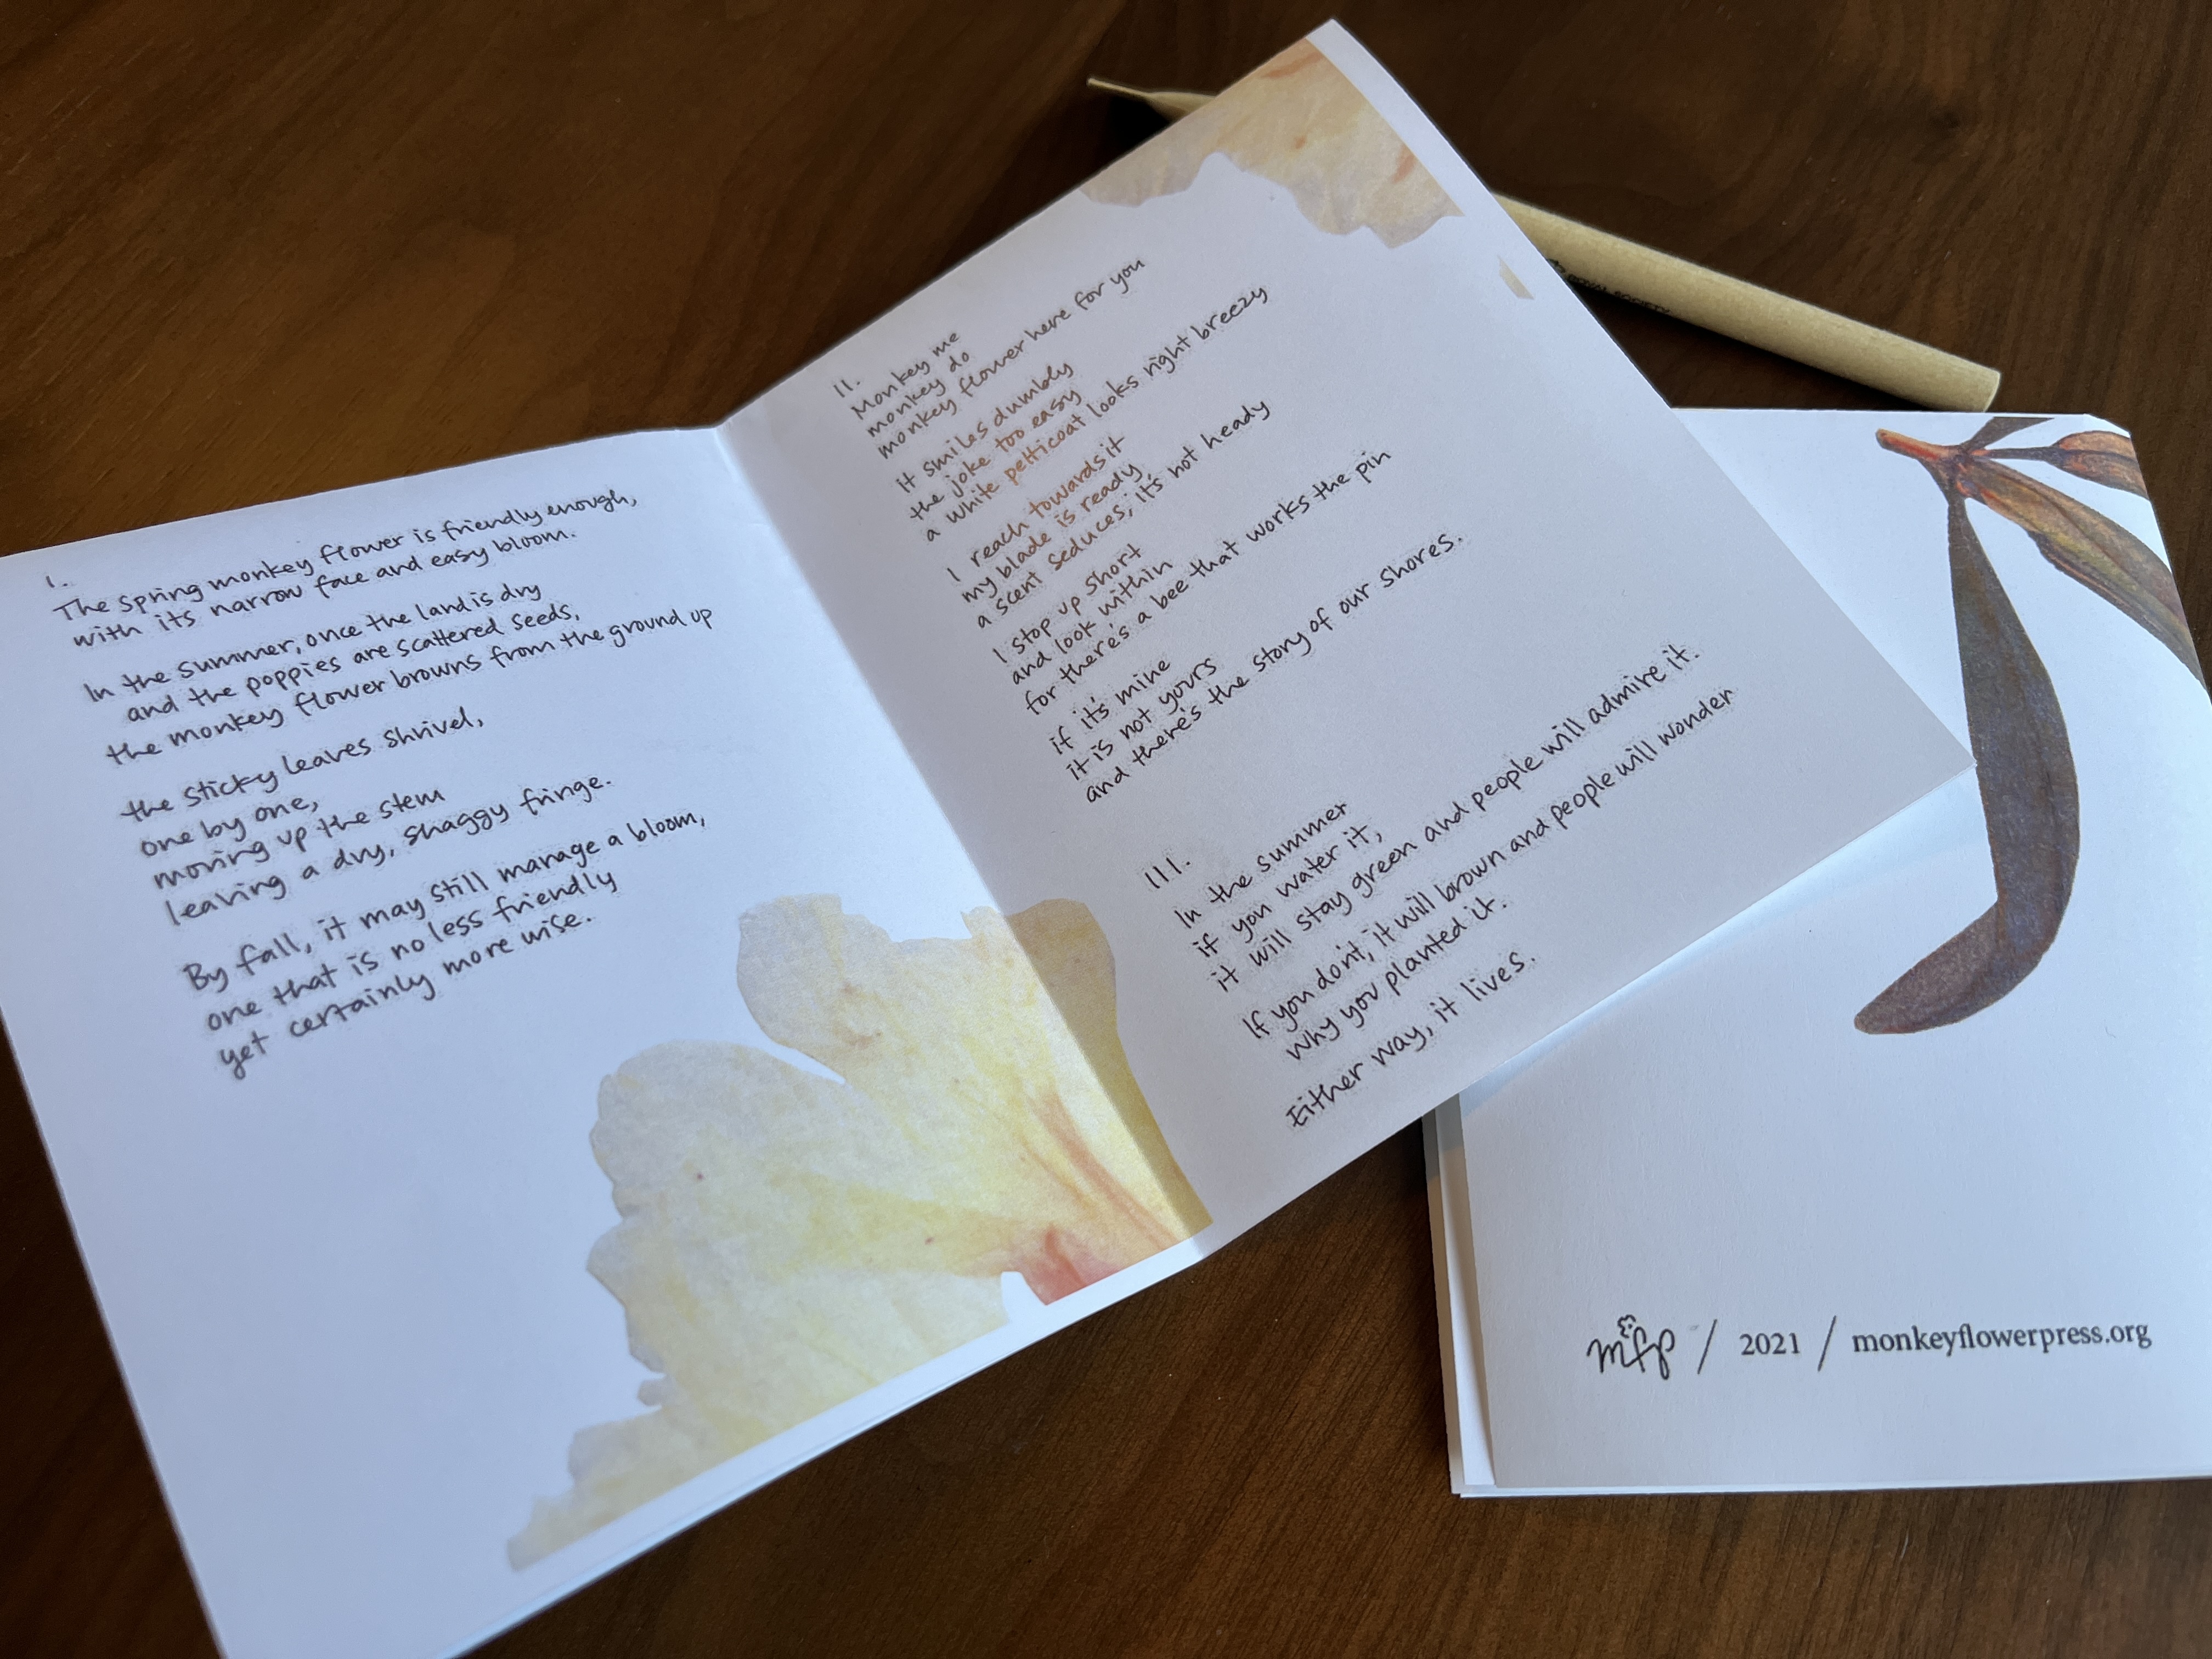 I.
The spring monkey flower is friendly enough,
with its narrow face and easy bloom.
In the summer, once the land is dry
and the poppies are scattered seeds,
the monkey flower browns from the ground up
the sticky leaves shrivel,
one by one,
moving up the stem
leaving a dry, shaggy fringe.
By fall, it may still manage a bloom,
one that is no less friendly
yet certainly more wise.
II.
Monkey me
monkey do
monkey flower here for you
it smiles dumbly
the joke too easy
a white petticoat looks right breezy
I reach towards it
my blade is ready
a scent seduces, it's not heady
I stop up short
and look within
for there's a bee that works the pin
if it's mine
it is not yours
and there's the story of our shores.
III.
In the summer
if you water it,
it will stay green and people will admire it.
If you don't, it will brown and people will wonder
why you planted it.
Either way, it lives.
SOCIETY
mfp / 2021 / monkeyflowerpress.org